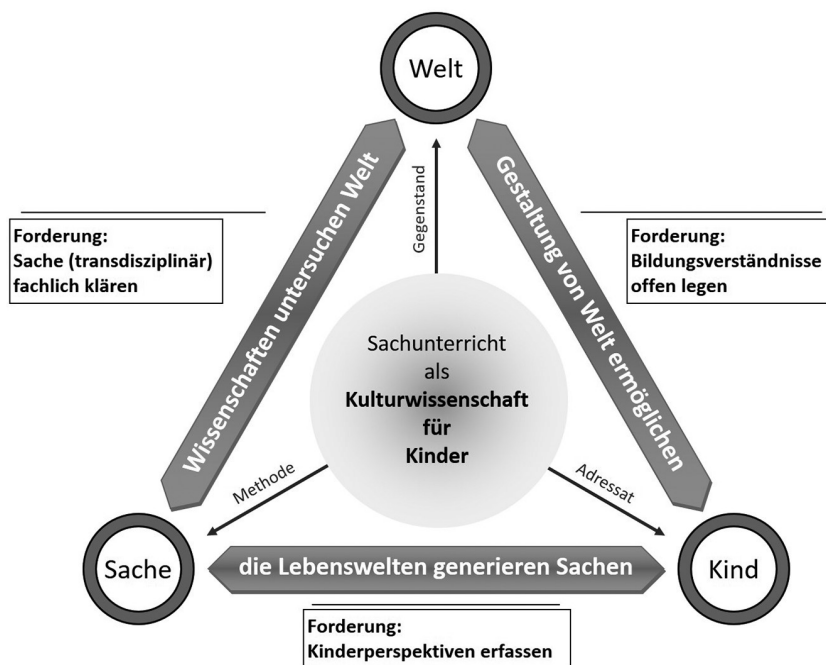 Welt
Wissenschaften untersuchen Welt
Gegenstand
Gestaltung von Welt ermöglichen
Forderung:
Sache (transdisziplinär)
fachlich klären
Forderung:
Bildungsverständnisse
offen legen
Sachunterricht
als
Kulturwissenschaft
für
Kinder
Methode
Adressat
Sache
die Lebenswelten generieren Sachen
Kind
Forderung:
Kinderperspektiven erfassen